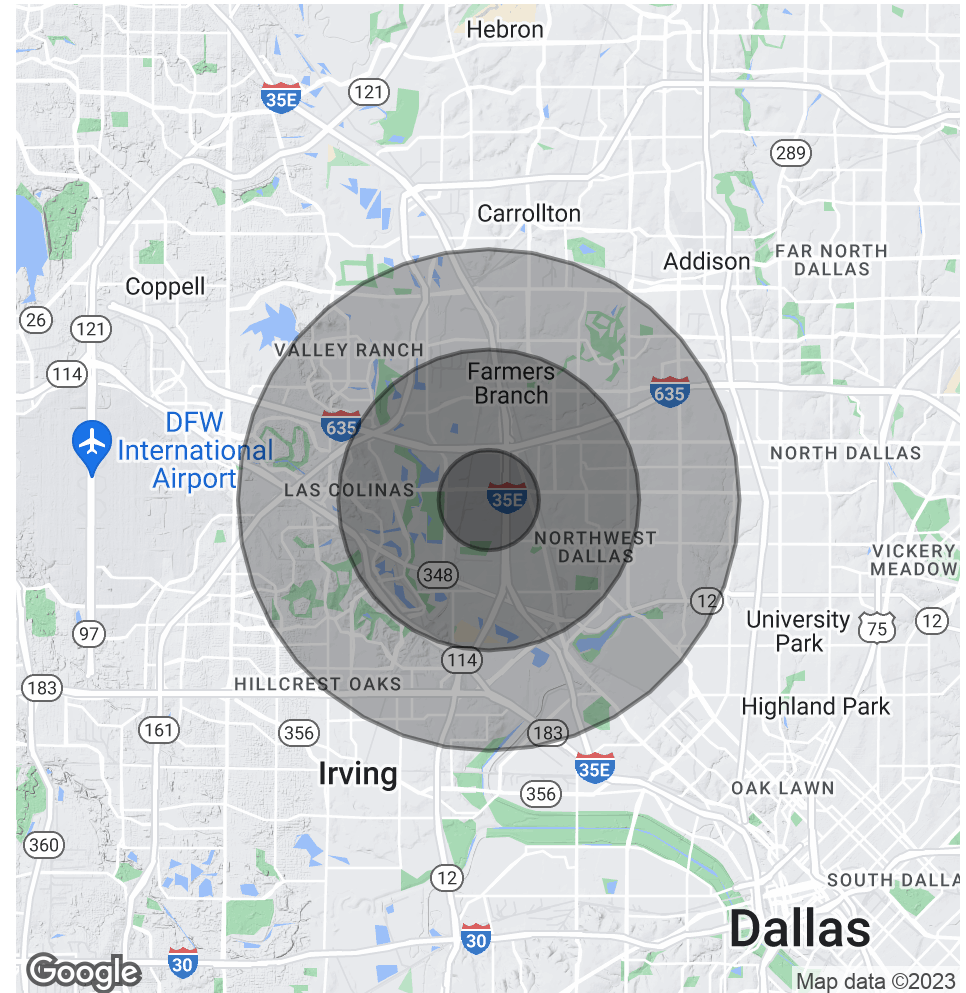 Hebron
35E
121
289
Carrollton
Addison
FAR NORTH
DALLAS
Coppell
26
121
VALLEY RANCH
114
Farmers
Branch
635
635
DFW
International
Airport
NORTH DALLAS
LAS COLINAS
35E
NORTHWEST
DALLAS
VICKERY
MEADOW
348
12
University
Park
75
12
97
114
183
HILLCREST OAKS
Highland Park
161
356
183
Irving
35E
OAK LAWN
356
360
12
SOUTH DALLA
Dallas
30
30
Google
Map data ©2023